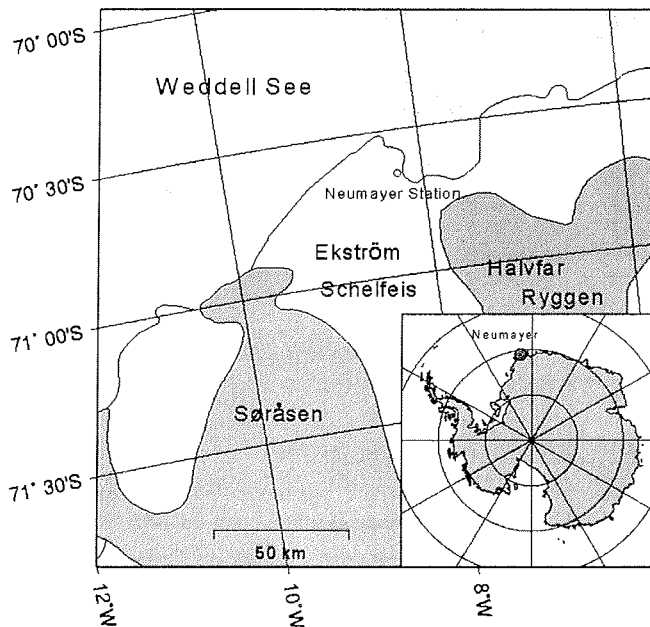 70° 00'S
Weddell See
70° 30'S
Neumayer Station
Ekström
Schelfeis
Halvfar
Ryggen
71° 00'S
Neumayer
Søråsen
71° 30'S
50 km
12°W
10°W
8°W